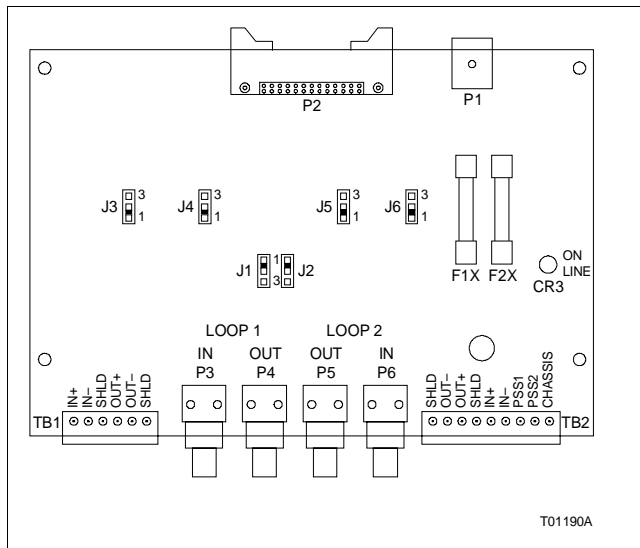 P2
P1
J3
3
1
J4
3
1
J5
3
1
J6
3
1
J1
1
3
J2
F1X
F2X
ON
LINE
CR3
LOOP 1
LOOP 2
IN
P3
OUT
P4
OUT
P5
IN
P6
TB1
IN+
IN–
SHLD
OUT+
OUT–
SHLD
SHLD
OUT–
OUT+
SHLD
IN+
IN–
PSS1
PSS2
CHASSIS
TB2
T01190A